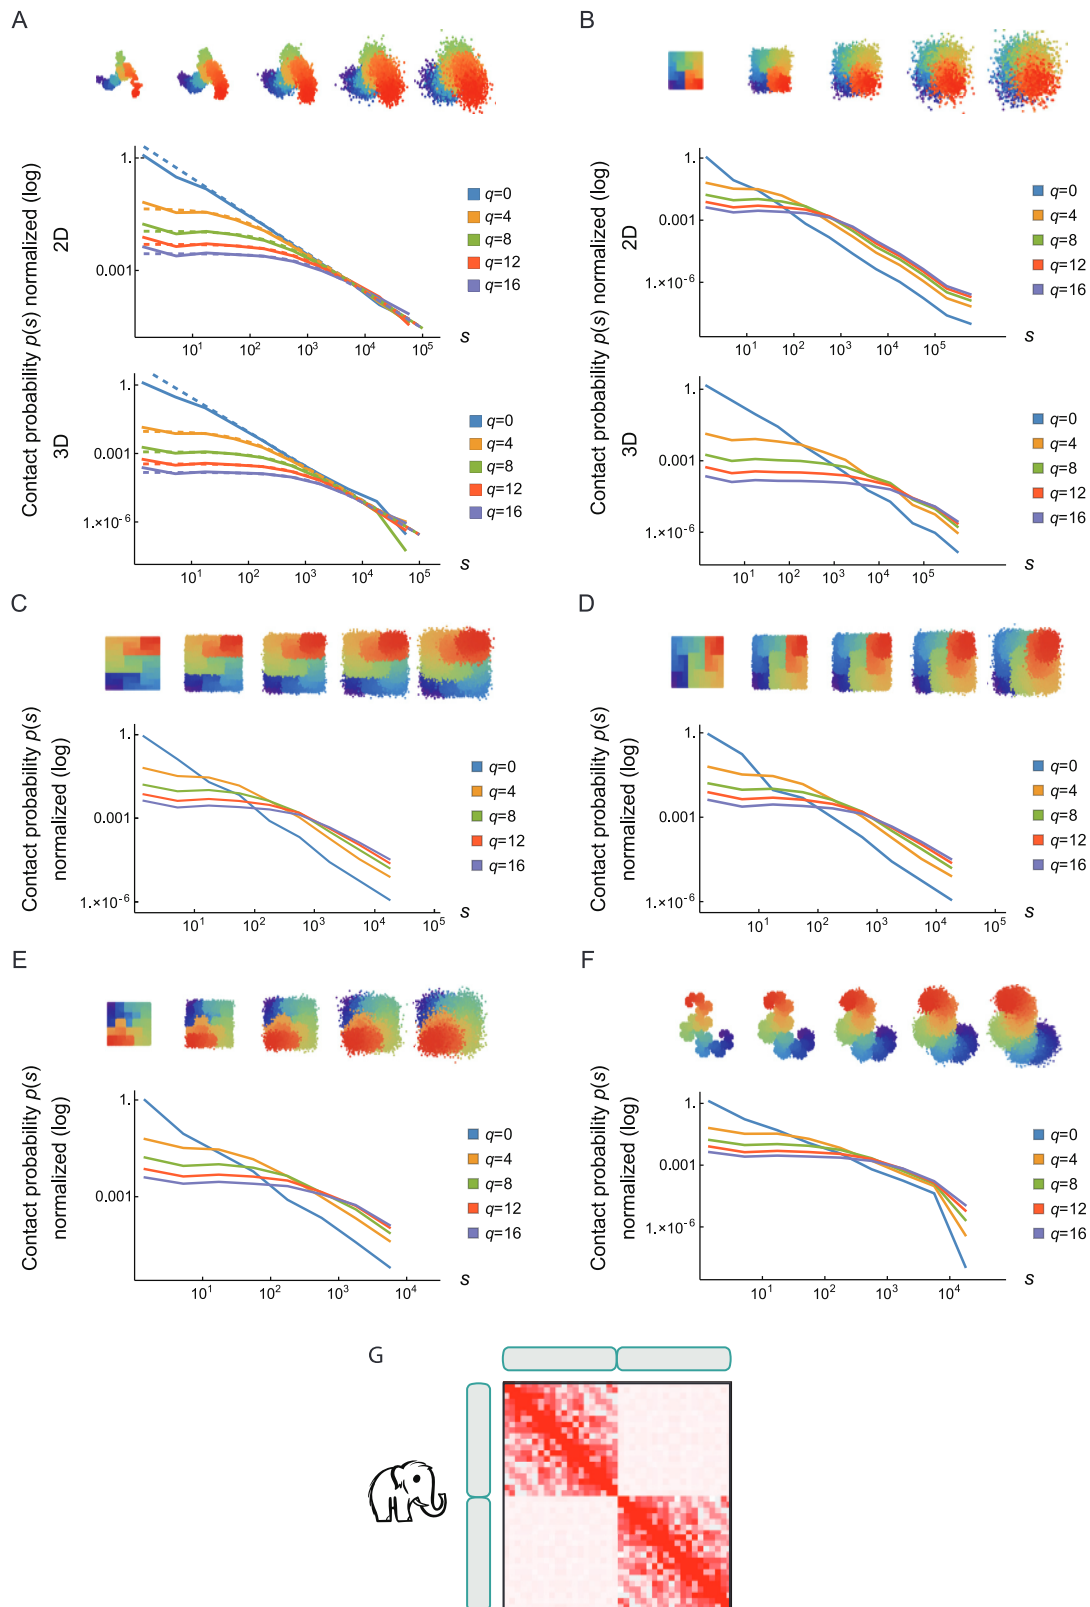 A
Contact probability p(s) normalized (log)
2D
1.
0.001
10¹ 10² 10³ 10⁴ 10⁵ s
q=0
q=4
q=8
q=12
q=16
3D
1.
0.001
1.×10⁻⁶
10¹ 10² 10³ 10⁴ 10⁵ s
q=0
q=4
q=8
q=12
q=16
B
Contact probability p(s) normalized (log)
2D
1.
0.001
1.×10⁻⁶
10¹ 10² 10³ 10⁴ 10⁵ s
q=0
q=4
q=8
q=12
q=16
3D
1.
0.001
1.×10⁻⁶
10¹ 10² 10³ 10⁴ 10⁵ s
q=0
q=4
q=8
q=12
q=16
C
Contact probability p(s)
normalized (log)
1.
0.001
1.×10⁻⁶
10¹ 10² 10³ 10⁴ 10⁵ s
q=0
q=4
q=8
q=12
q=16
D
Contact probability p(s)
normalized (log)
1.
0.001
1.×10⁻⁶
10¹ 10² 10³ 10⁴ 10⁵ s
q=0
q=4
q=8
q=12
q=16
E
Contact probability p(s)
normalized (log)
1.
0.001
10¹ 10² 10³ 10⁴ s
q=0
q=4
q=8
q=12
q=16
F
Contact probability p(s)
normalized (log)
1.
0.001
1.×10⁻⁶
10¹ 10² 10³ 10⁴ s
q=0
q=4
q=8
q=12
q=16
G